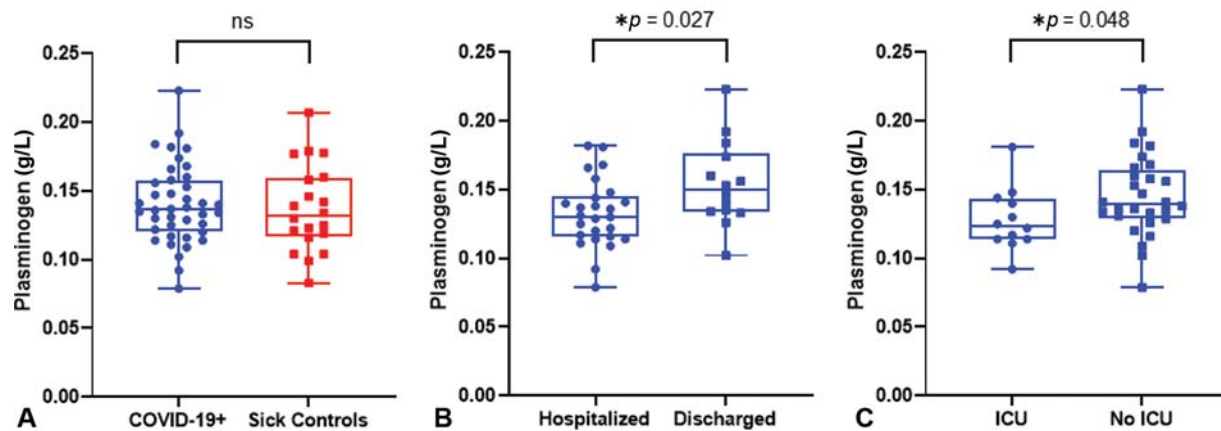 ns
0.25
0.20
0.15
0.10
0.05
0.00
Plasminogen (g/L)
COVID-19+ Sick Controls
A
*p = 0.027
0.25
0.20
0.15
0.10
0.05
0.00
Plasminogen (g/L)
Hospitalized Discharged
B
*p = 0.048
0.25
0.20
0.15
0.10
0.05
0.00
Plasminogen (g/L)
ICU No ICU
C